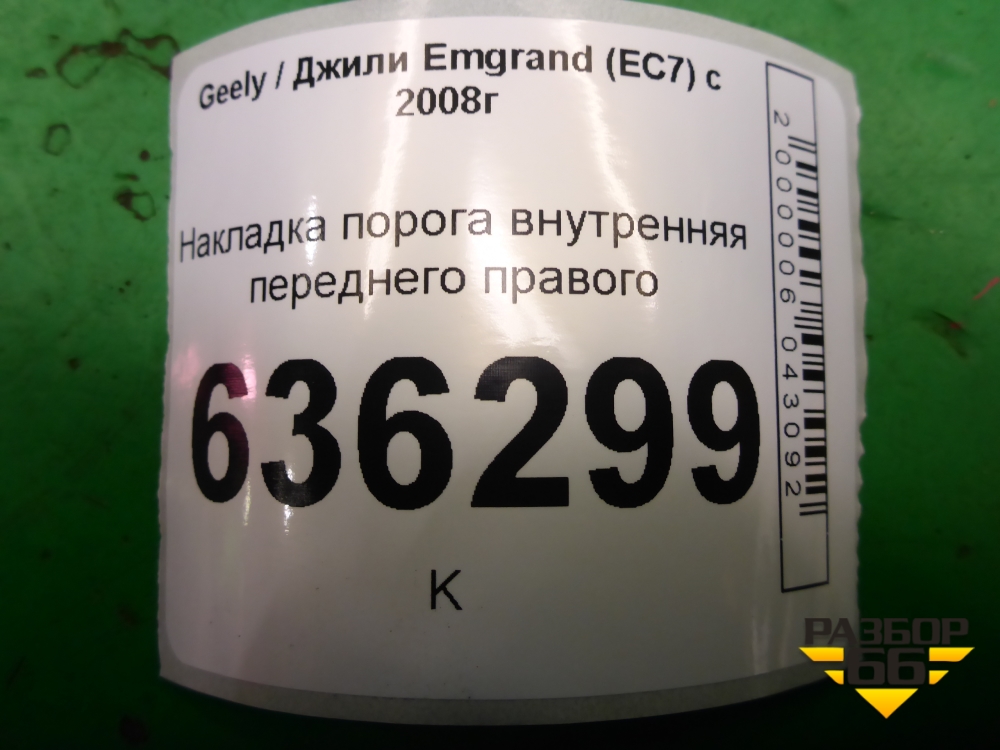 Geely / Джили Emgrand (EC7) с
2008г
Накладка порога внутренняя
переднего правого
636299
К
2000006043092
РАЗБОР
66